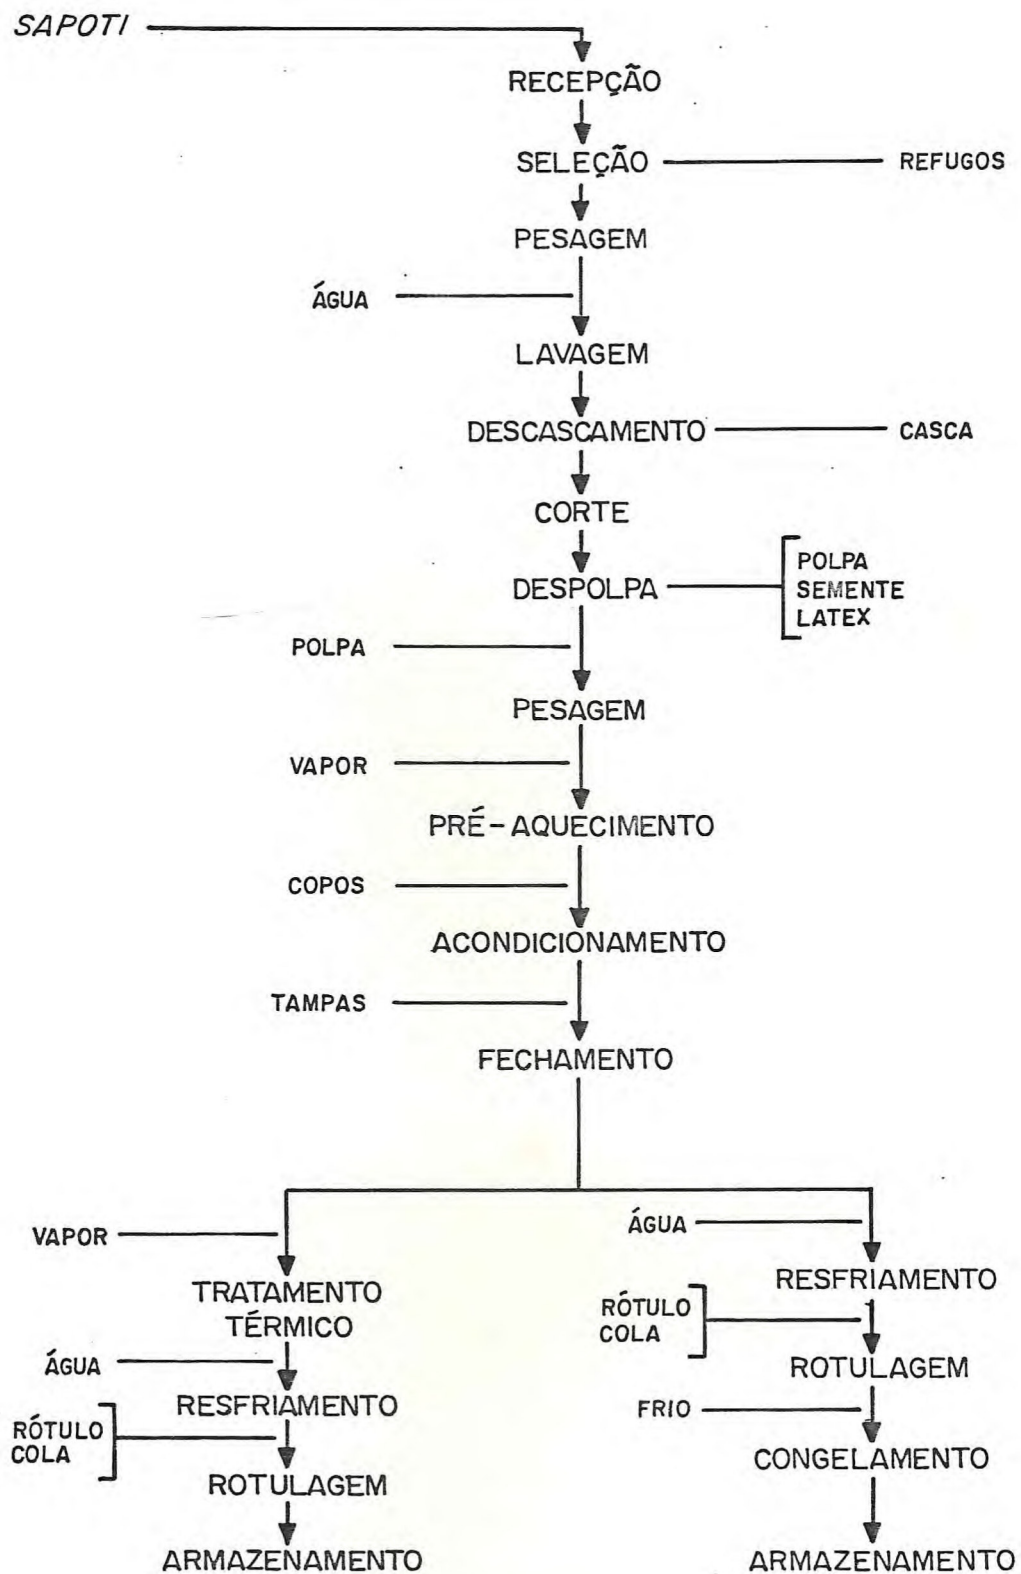 SAPOTI
RECEPÇÃO
SELEÇÃO
REFUGOS
PESAGEM
ÁGUA
LAVAGEM
DESCASCAMENTO
CASCA
CORTE
DESPOLPA
POLPA
SEMENTE
LATEX
POLPA
PESAGEM
VAPOR
PRÉ-AQUECIMENTO
COPOS
ACONDICIONAMENTO
TAMPAS
FECHAMENTO
VAPOR
TRATAMENTO
TÉRMICO
ÁGUA
RESFRIAMENTO
RÓTULO
COLA
ROTULAGEM
ARMAZENAMENTO
ÁGUA
RESFRIAMENTO
RÓTULO
COLA
ROTULAGEM
FRIO
CONGELAMENTO
ARMAZENAMENTO